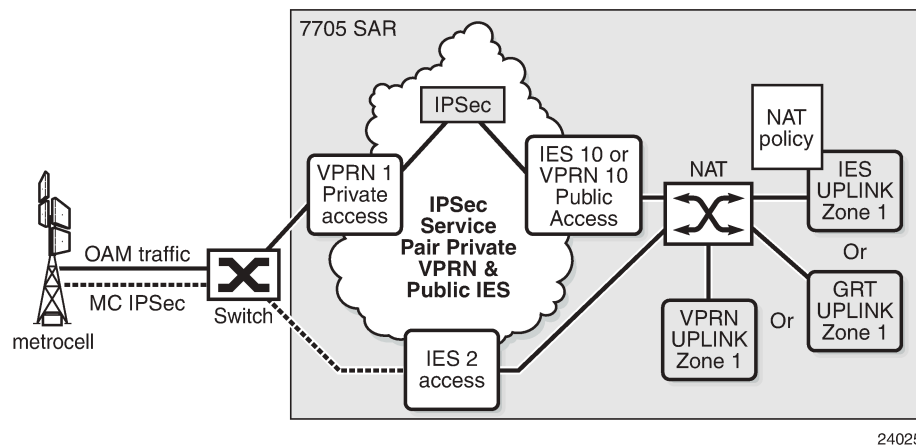 7705 SAR
IPSec
NAT
policy
VPRN 1
Private
access
IES 10 or
VPRN 10
Public
Access
NAT
IES
UPLINK
Zone 1
IPSec
Service
Pair Private
VPRN &
Public IES
OAM traffic
MC IPSec
Switch
metrocell
Or
GRT
UPLINK
Zone 1
VPRN
UPLINK
Zone 1
Or
IES 2
access
24025